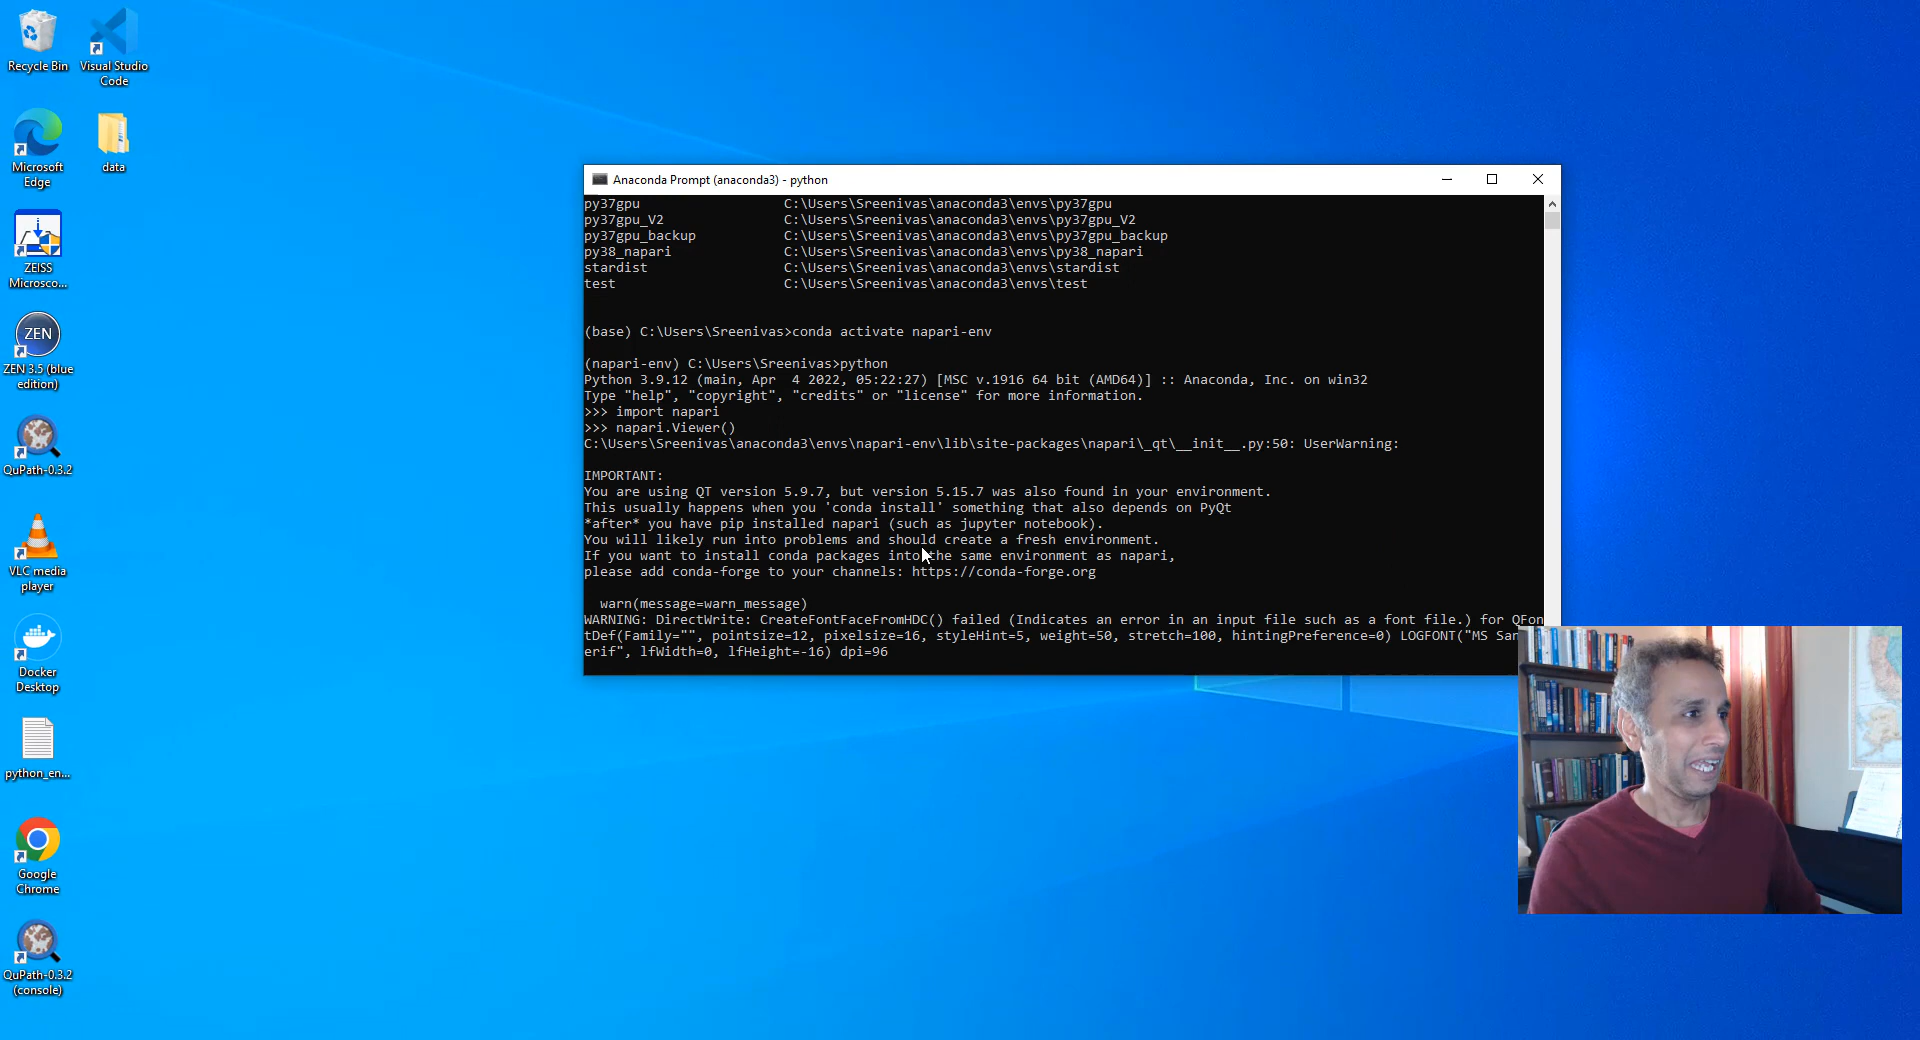 Recycle Bin
Visual Studio
Code
Microsoft
Edge
data
ZEISS
Microsco...
ZEN
ZEN 3.5 (blue
edition)
QuPath-0.3.2
VLC media
player
Docker
Desktop
python_en...
Google
Chrome
QuPath-0.3.2
(console)
Anaconda Prompt (anaconda3) - python
py37gpu C:\Users\Sreenivas\anaconda3\envs\py37gpu
py37gpu_V2 C:\Users\Sreenivas\anaconda3\envs\py37gpu_V2
py37gpu_backup C:\Users\Sreenivas\anaconda3\envs\py37gpu_backup
py38_napari C:\Users\Sreenivas\anaconda3\envs\py38_napari
stardist C:\Users\Sreenivas\anaconda3\envs\stardist
test C:\Users\Sreenivas\anaconda3\envs\test
(base) C:\Users\Sreenivas>conda activate napari-env
(napari-env) C:\Users\Sreenivas>python
Python 3.9.12 (main, Apr  4 2022, 05:22:27) [MSC v.1916 64 bit (AMD64)] :: Anaconda, Inc. on win32
Type "help", "copyright", "credits" or "license" for more information.
>>> import napari
>>> napari.Viewer()
C:\Users\Sreenivas\anaconda3\envs\napari-env\lib\site-packages\napari\_qt\__init__.py:50: UserWarning:
IMPORTANT:
You are using QT version 5.9.7, but version 5.15.7 was also found in your environment.
This usually happens when you 'conda install' something that also depends on PyQt
*after* you have pip installed napari (such as jupyter notebook).
You will likely run into problems and should create a fresh environment.
If you want to install conda packages into the same environment as napari,
please add conda-forge to your channels: https://conda-forge.org
warn(message=warn_message)
WARNING: DirectWrite: CreateFontFaceFromHDC() failed (Indicates an error in an input file such as a font file.) for QFon
tDef(Family="", pointsize=12, pixelsize=16, styleHint=5, weight=50, stretch=100, hintingPreference=0) LOGFONT("MS San
erif", lfWidth=0, lfHeight=-16) dpi=96